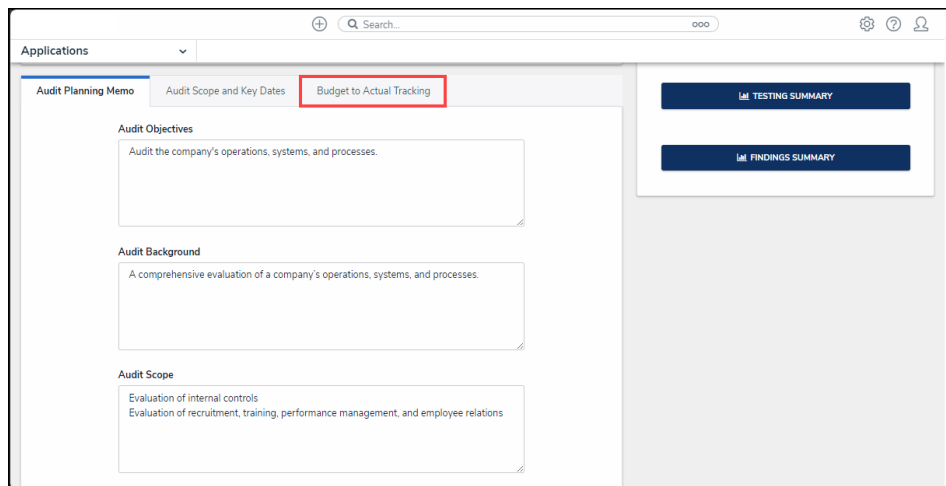 Search...
Applications
Audit Planning Memo
Audit Scope and Key Dates
Budget to Actual Tracking
Audit Objectives
Audit the company's operations, systems, and processes.
Audit Background
A comprehensive evaluation of a company's operations, systems, and processes.
Audit Scope
Evaluation of internal controls
Evaluation of recruitment, training, performance management, and employee relations
TESTING SUMMARY
FINDINGS SUMMARY